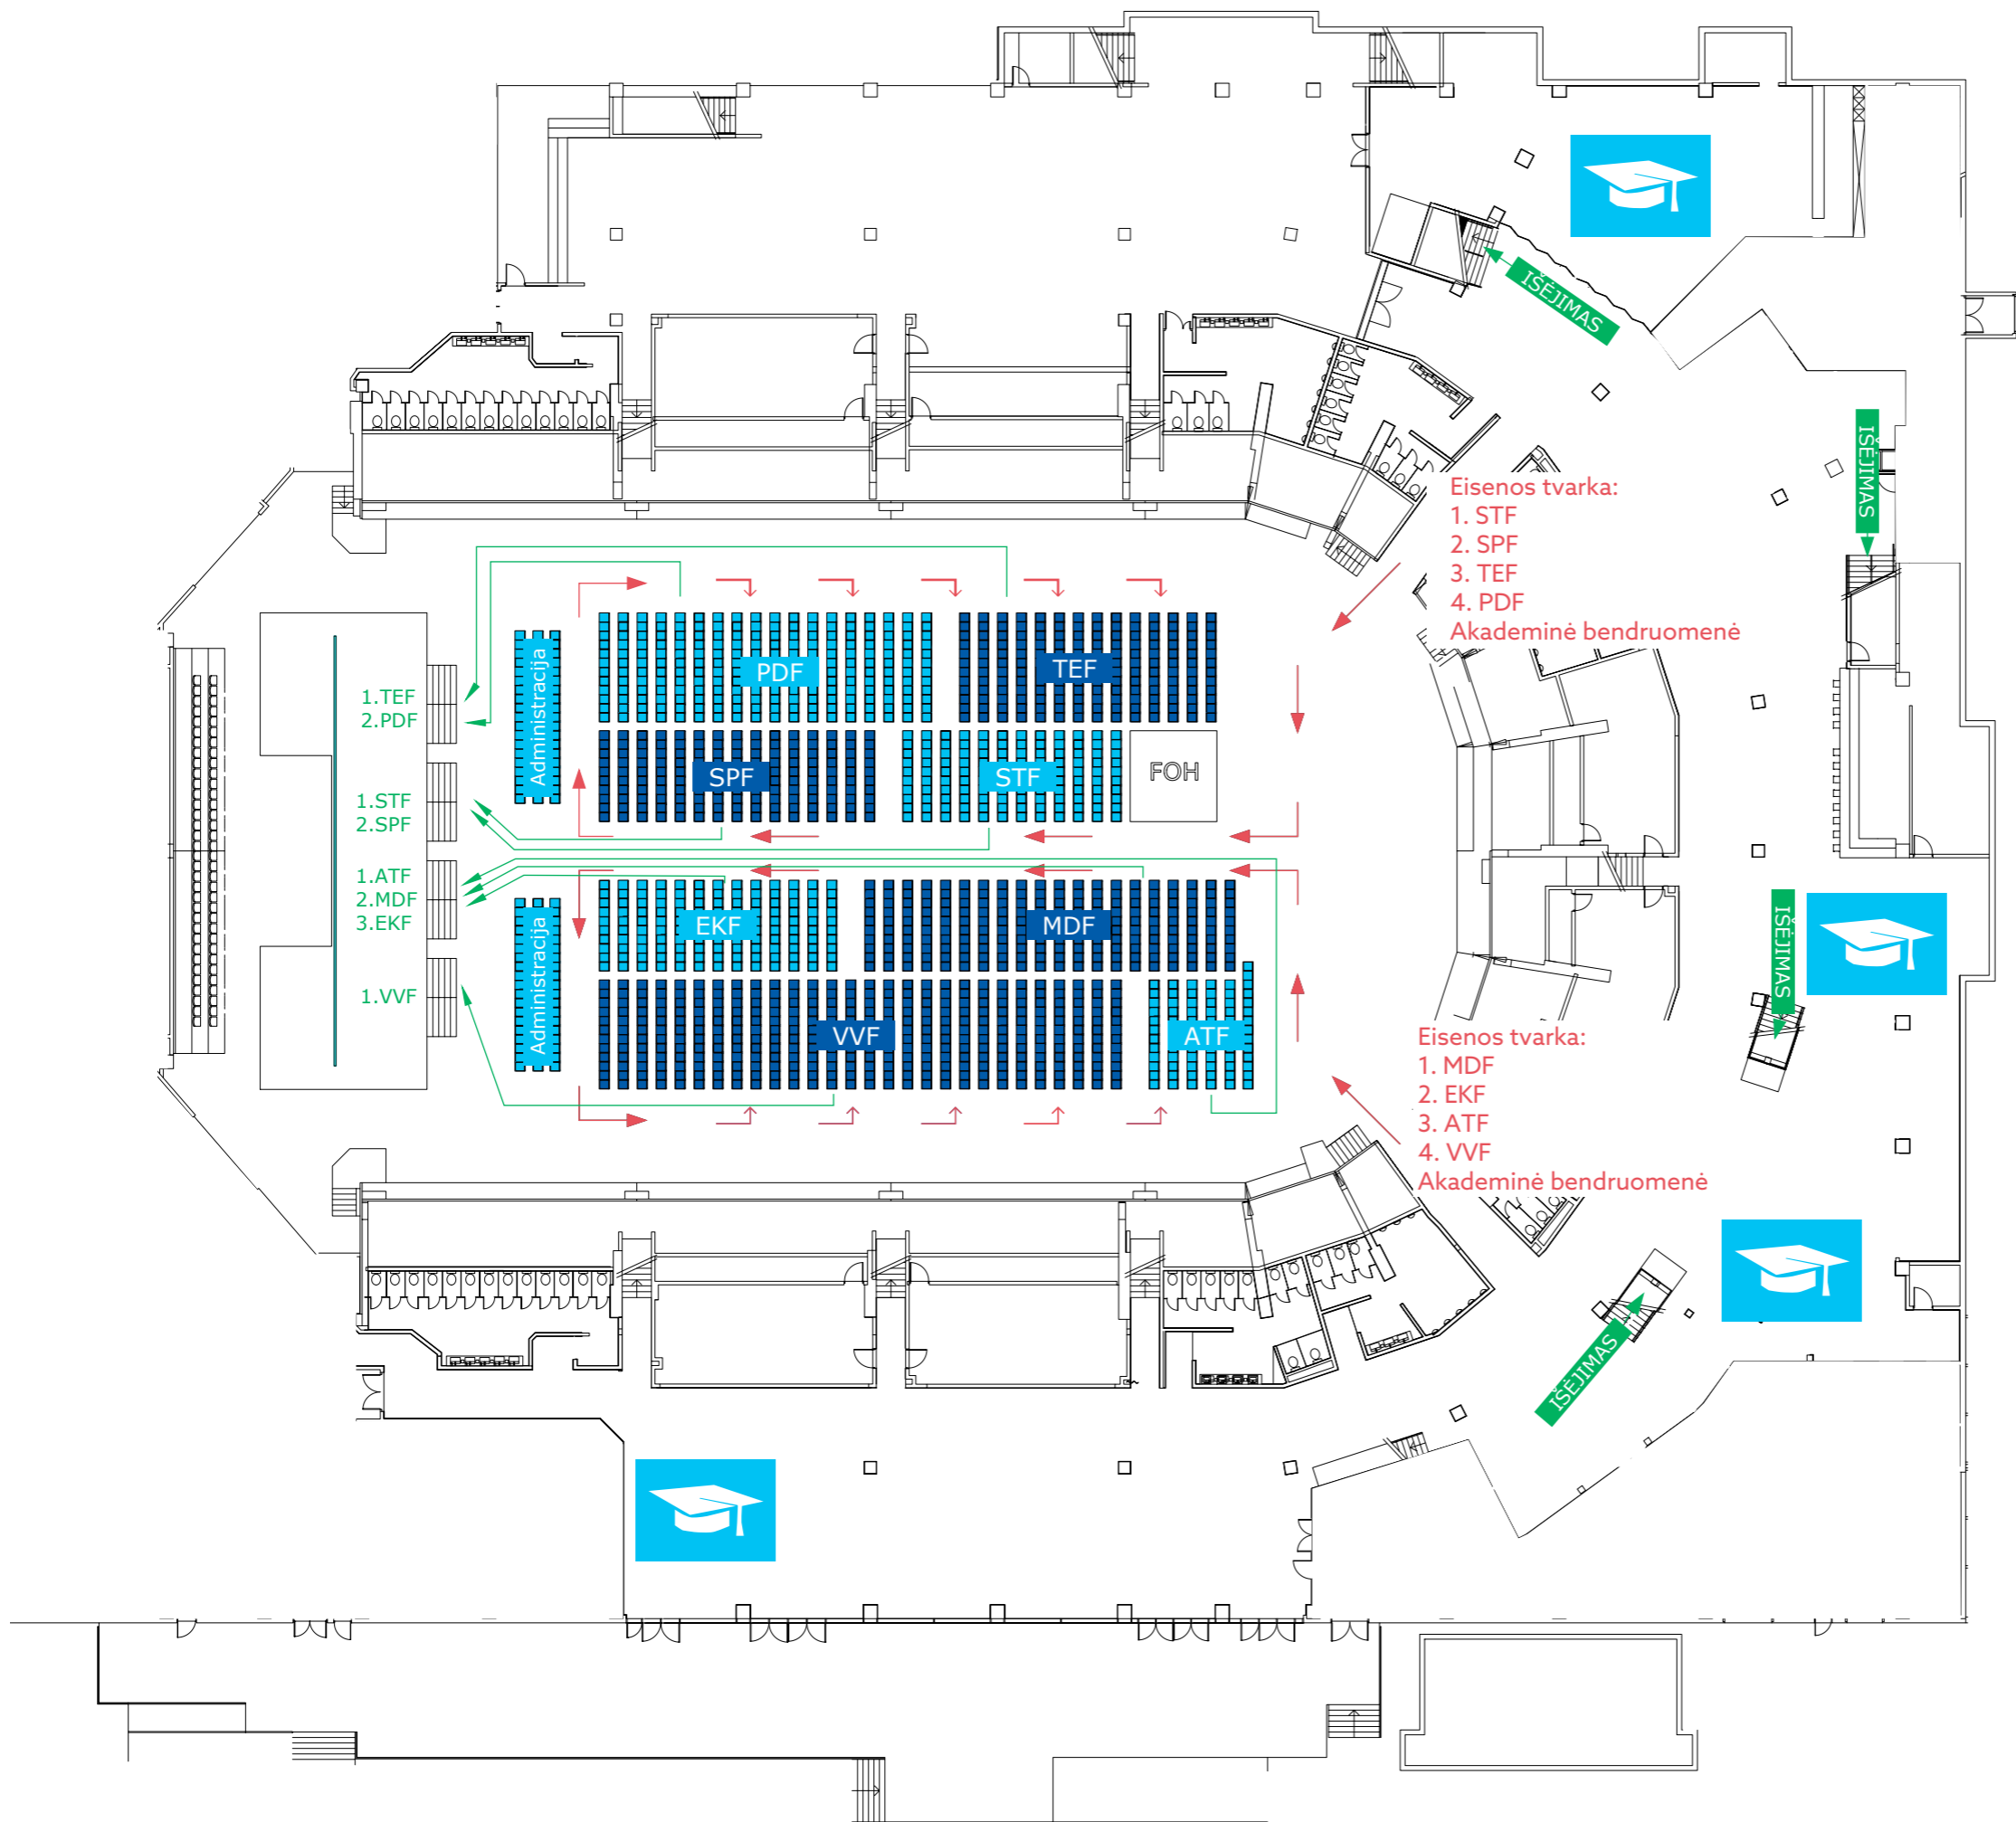 IŠĖJIMAS
IŠĖJIMAS
Eisenos tvarka:
1. STF
2. SPF
3. TEF
4. PDF
Akademinė bendruomenė
PDF
TEF
Administracija
SPF
STF
FOH
1.TEF
2.PDF
1.STF
2.SPF
1.ATF
2.MDF
3.EKF
1.VVF
EKF
MDF
Administracija
VVF
ATF
IŠĖJIMAS
Eisenos tvarka:
1. MDF
2. EKF
3. ATF
4. VVF
Akademinė bendruomenė
IŠĖJIMAS